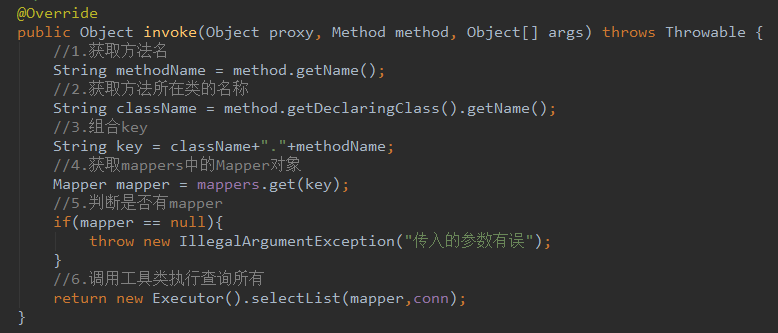 @Override
public Object invoke(Object proxy, Method method, Object[] args) throws Throwable {
//1.获取方法名
String methodName = method.getName();
//2.获取方法所在类的名称
String className = method.getDeclaringClass().getName();
//3.组合key
String key = className+"."+methodName;
//4.获取mappers中的Mapper对象
Mapper mapper = mappers.get(key);
//5.判断是否有mapper
if(mapper == null){
throw new IllegalArgumentException("传入的参数有误");
}
//6.调用工具类执行查询所有
return new Executor().selectList(mapper,conn);
}